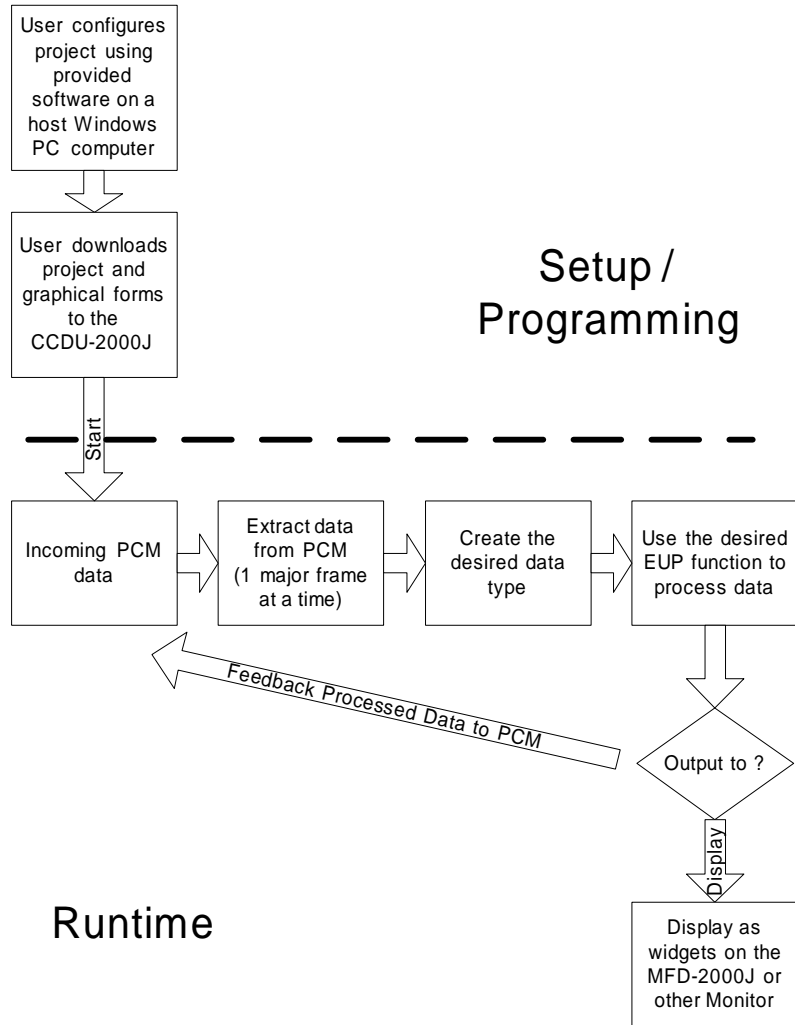 User configures
project using
provided
software on a
host Windows
PC computer
User downloads
project and
graphical forms
to the
CCDU-2000J
Setup /
Programming
Start
Incoming PCM
data
Extract data
from PCM
(1 major frame
at a time)
Create the
desired data
type
Use the desired
EUP function to
process data
Feedback Processed Data to PCM
Output to ?
Display
Runtime
Display as
widgets on the
MFD-2000J or
other Monitor